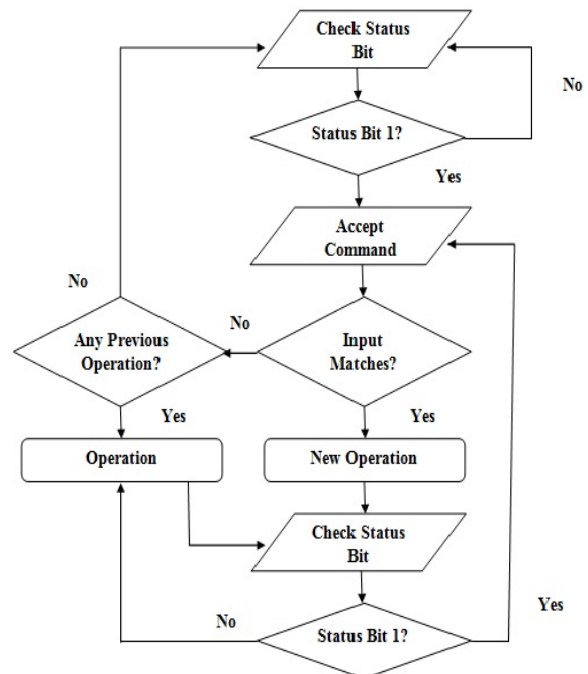 Check Status
Bit
No
Status Bit 1?
Yes
Accept
Command
No
No
Any Previous
Operation?
Input
Matches?
Yes
Yes
Operation
New Operation
Check Status
Bit
No
Yes
Status Bit 1?